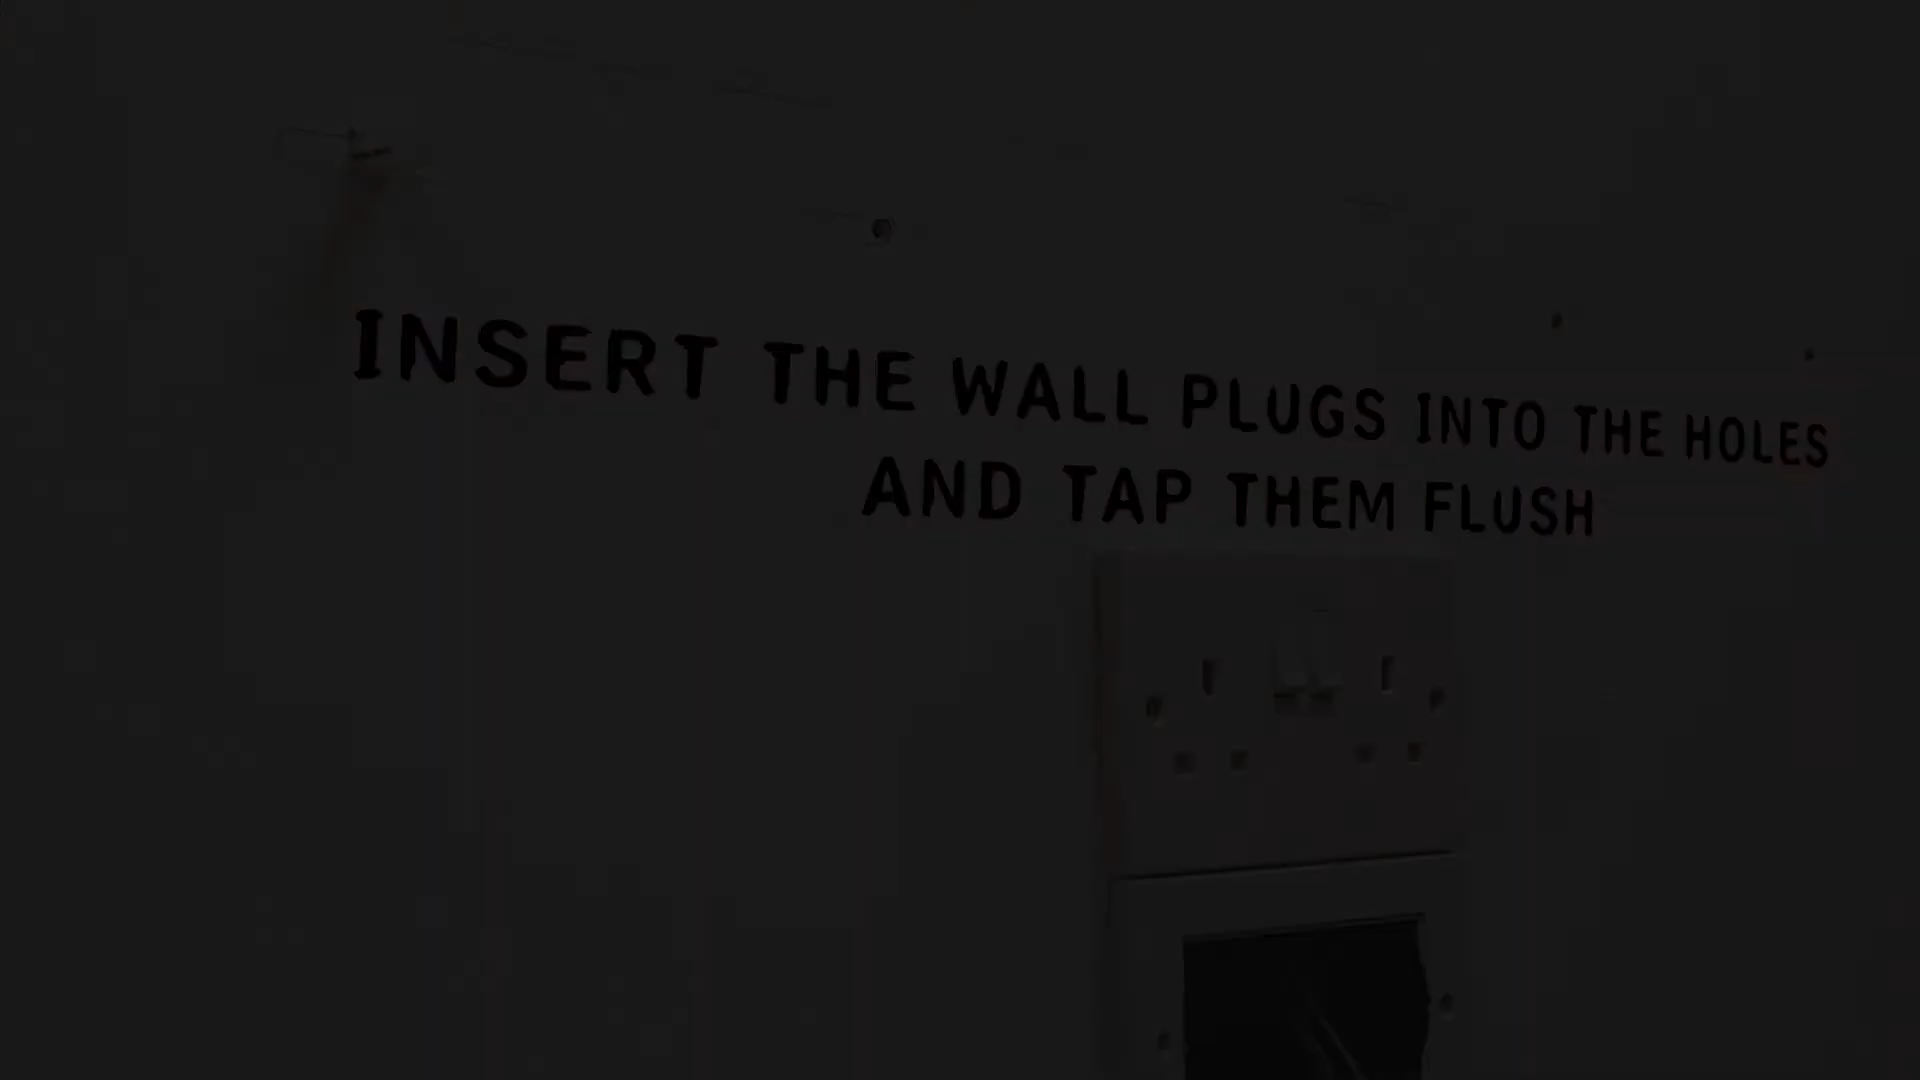 INSERT THE WALL PLUGS INTO THE HOLES
AND TAP THEM FLUSH